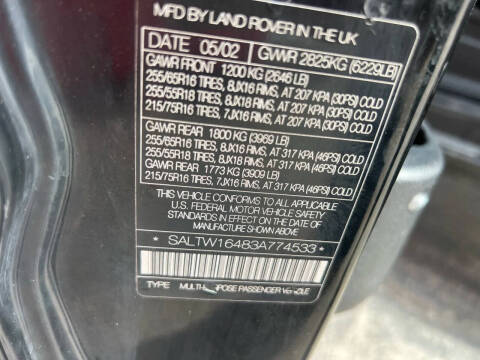 MFD BY LAND ROVER IN THE UK
DATE 05/02 GVWR 2825KG (6229LB)
GAWR FRONT 1200 KG (2646 LB)
255/65R16 TIRES, 8JX16 RIMS, AT 207 KPA (30PSI) COLD
255/55R18 TIRES, 8JX18 RIMS, AT 207 KPA (30PSI) COLD
215/75R16 TIRES, 7JX16 RIMS, AT 207 KPA (30PSI) COLD
GAWR REAR 1800 KG (3969 LB)
255/65R16 TIRES, 8JX16 RIMS, AT 317 KPA (46PSI) COLD
255/55R18 TIRES, 8JX18 RIMS, AT 317 KPA (46PSI) COLD
GAWR REAR 1773 KG (3909 LB)
215/75R16 TIRES, 7JX16 RIMS, AT 317 KPA (46PSI) COLD
THIS VEHICLE CONFORMS TO ALL APPLICABLE
U.S. FEDERAL MOTOR VEHICLE SAFETY STANDARDS
IN EFFECT ON THE DATE OF
MANUFACTURE SHOWN ABOVE
* SALTW16483A774533 *
TYPE MULTI-PURPOSE PASSENGER VEHICLE